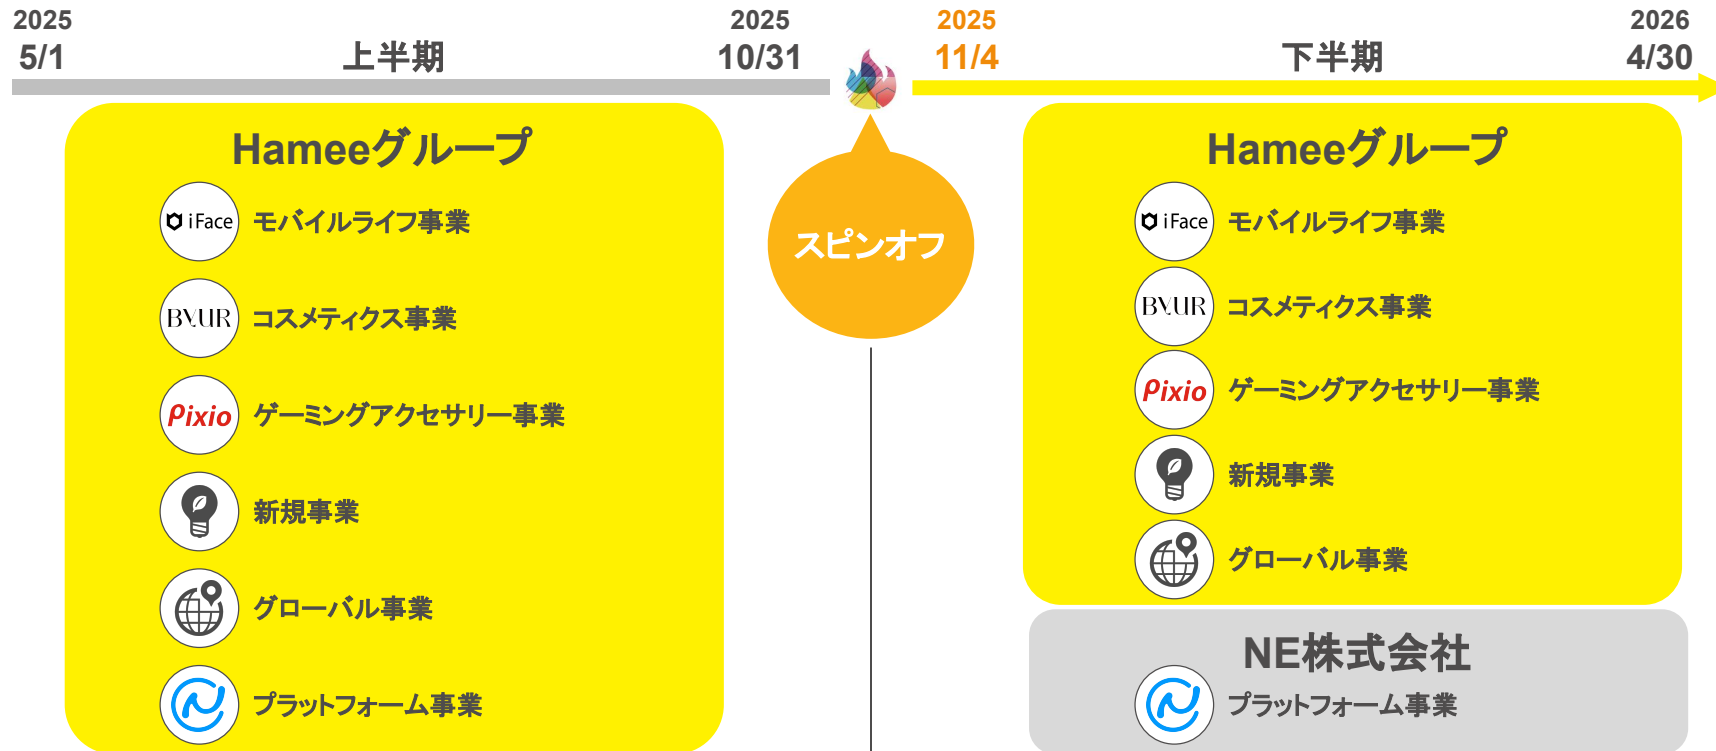 2025
5/1
上半期
2025
10/31
2025
11/4
下半期
2026
4/30
Hameeグループ
iFace
モバイルライフ事業
BYUR
コスメティクス事業
Pixio
ゲーミングアクセサリー事業
新規事業
グローバル事業
プラットフォーム事業
スピンオフ
Hameeグループ
iFace
モバイルライフ事業
BYUR
コスメティクス事業
Pixio
ゲーミングアクセサリー事業
新規事業
グローバル事業
NE株式会社
プラットフォーム事業